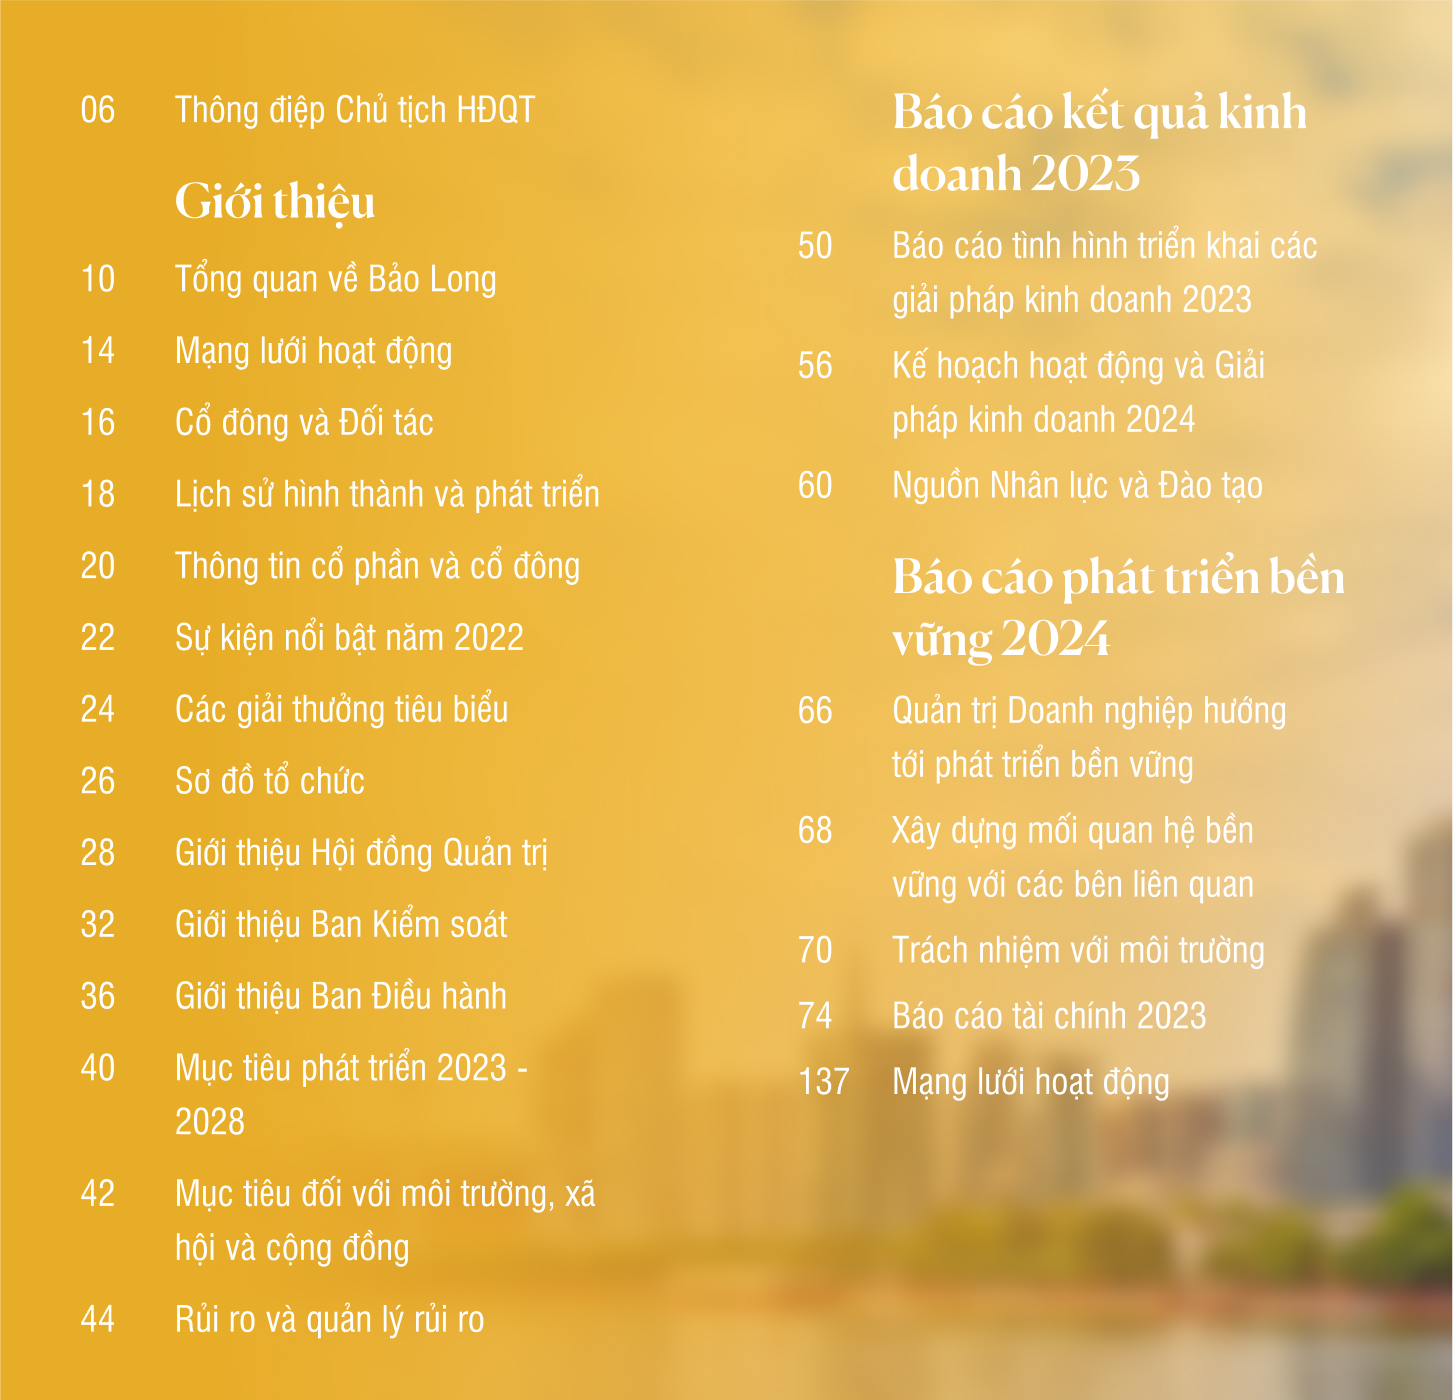 06 Thông điệp Chủ tịch HĐQT
Giới thiệu
10 Tổng quan về Bảo Long
14 Mạng lưới hoạt động
16 Cổ đông và Đối tác
18 Lịch sử hình thành và phát triển
20 Thông tin cổ phần và cổ đông
22 Sự kiện nổi bật năm 2022
24 Các giải thưởng tiêu biểu
26 Sơ đồ tổ chức
28 Giới thiệu Hội đồng Quản trị
32 Giới thiệu Ban Kiểm soát
36 Giới thiệu Ban Điều hành
40 Mục tiêu phát triển 2023 -
2028
42 Mục tiêu đối với môi trường, xã
hội và cộng đồng
44 Rủi ro và quản lý rủi ro
Báo cáo kết quả kinh
doanh 2023
50 Báo cáo tình hình triển khai các
giải pháp kinh doanh 2023
56 Kế hoạch hoạt động và Giải
pháp kinh doanh 2024
60 Nguồn Nhân lực và Đào tạo
Báo cáo phát triển bền
vững 2024
66 Quản trị Doanh nghiệp hướng
tới phát triển bền vững
68 Xây dựng mối quan hệ bền
vững với các bên liên quan
70 Trách nhiệm với môi trường
74 Báo cáo tài chính 2023
137 Mạng lưới hoạt động